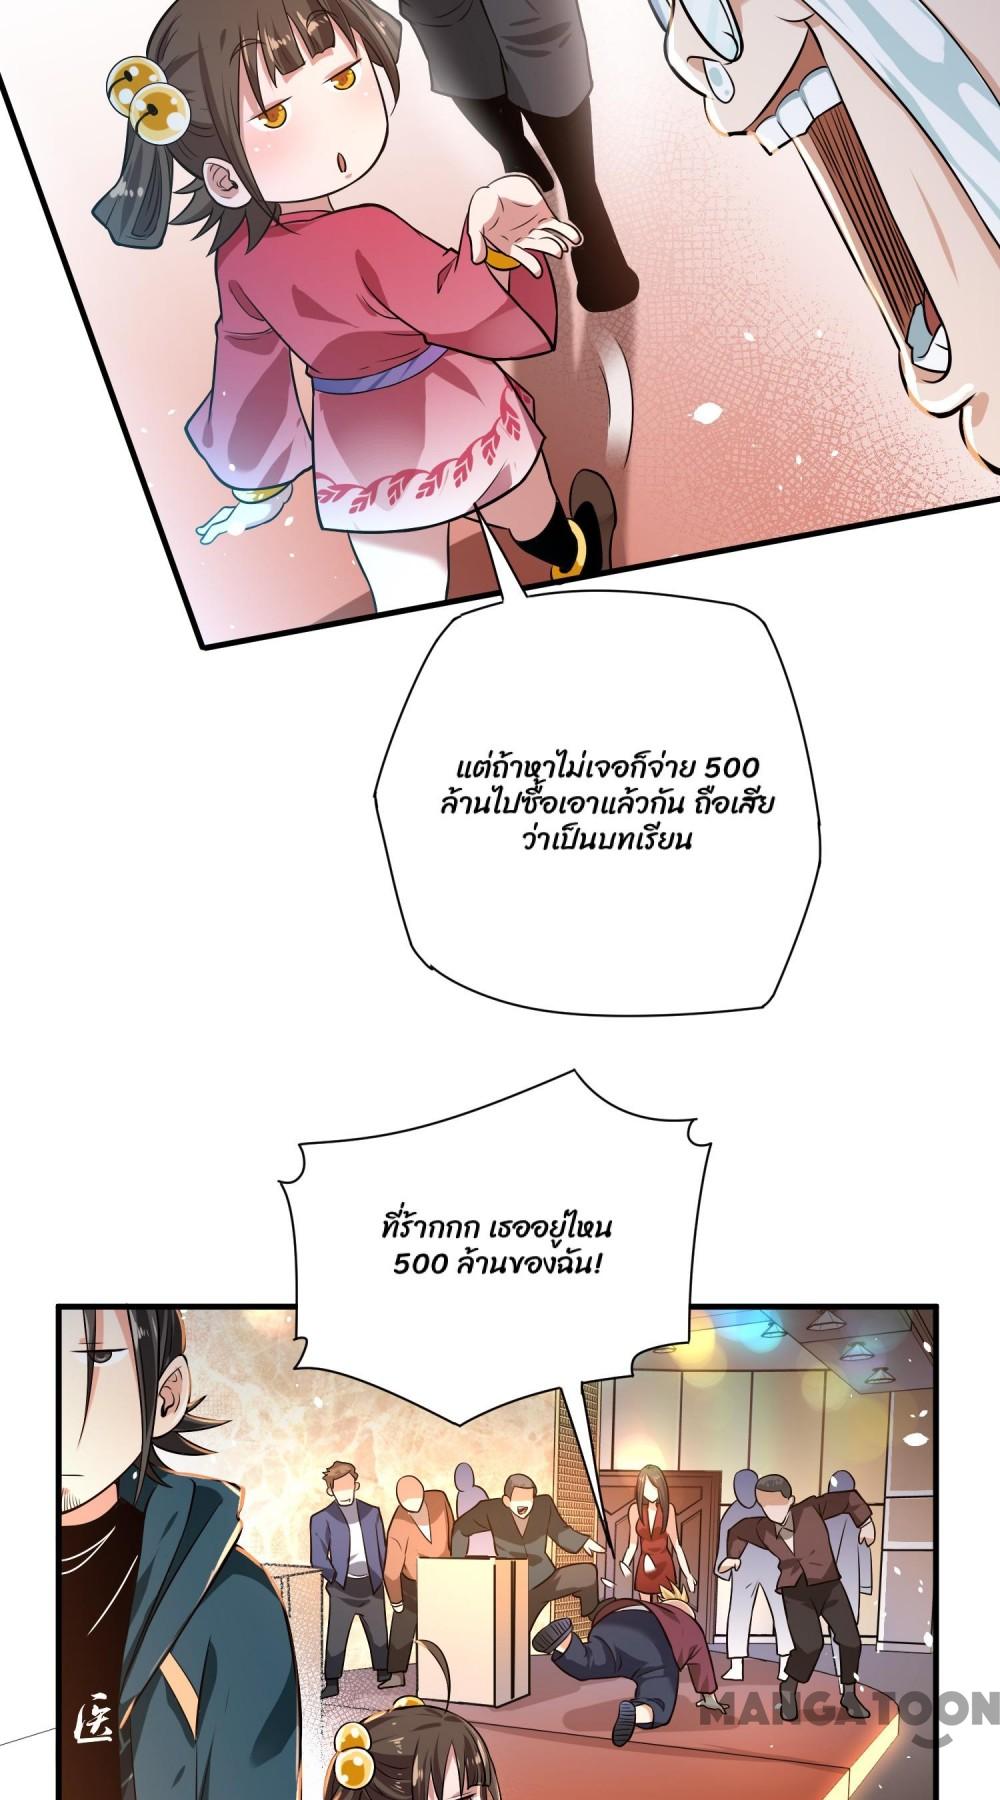 แต่ถ้าหาไม่เจอก็จ่าย 500
ล้านไปซื้อเอาแล้วกัน ถือเสีย
ว่าเป็นบทเรียน
ที่ร้ากกก เธออยู่ไหน
500 ล้านของฉัน!
医
MANGATOON